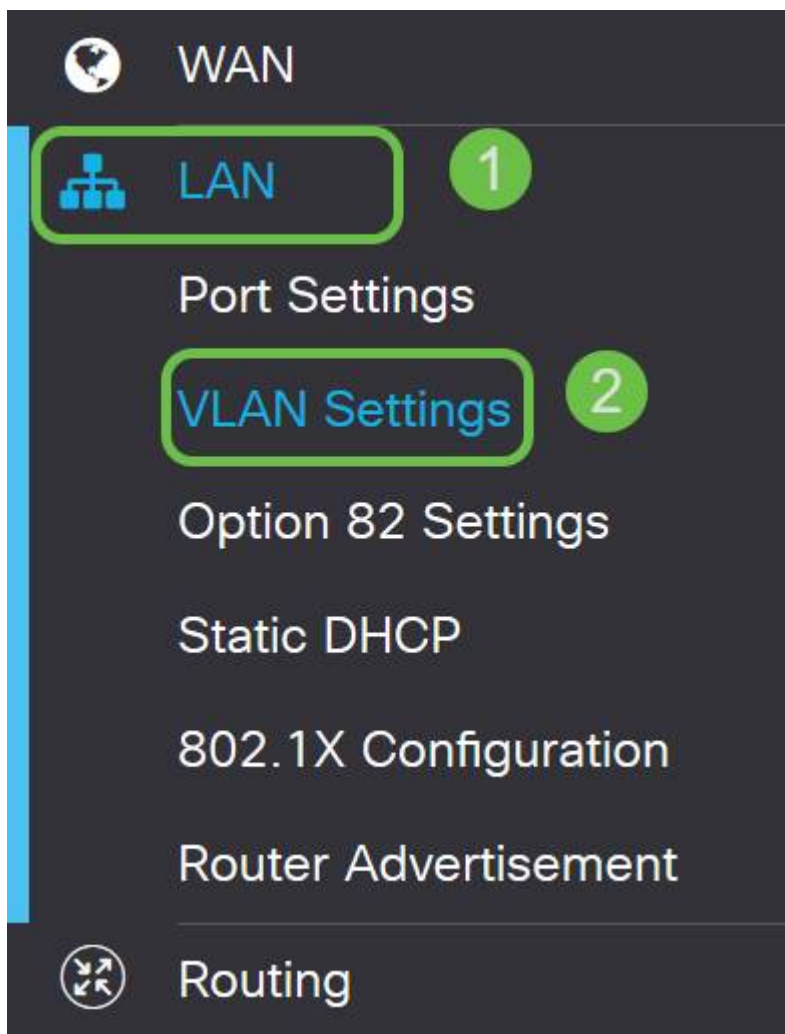 WAN
LAN 1
Port Settings
VLAN Settings 2
Option 82 Settings
Static DHCP
802.1X Configuration
Router Advertisement
Routing